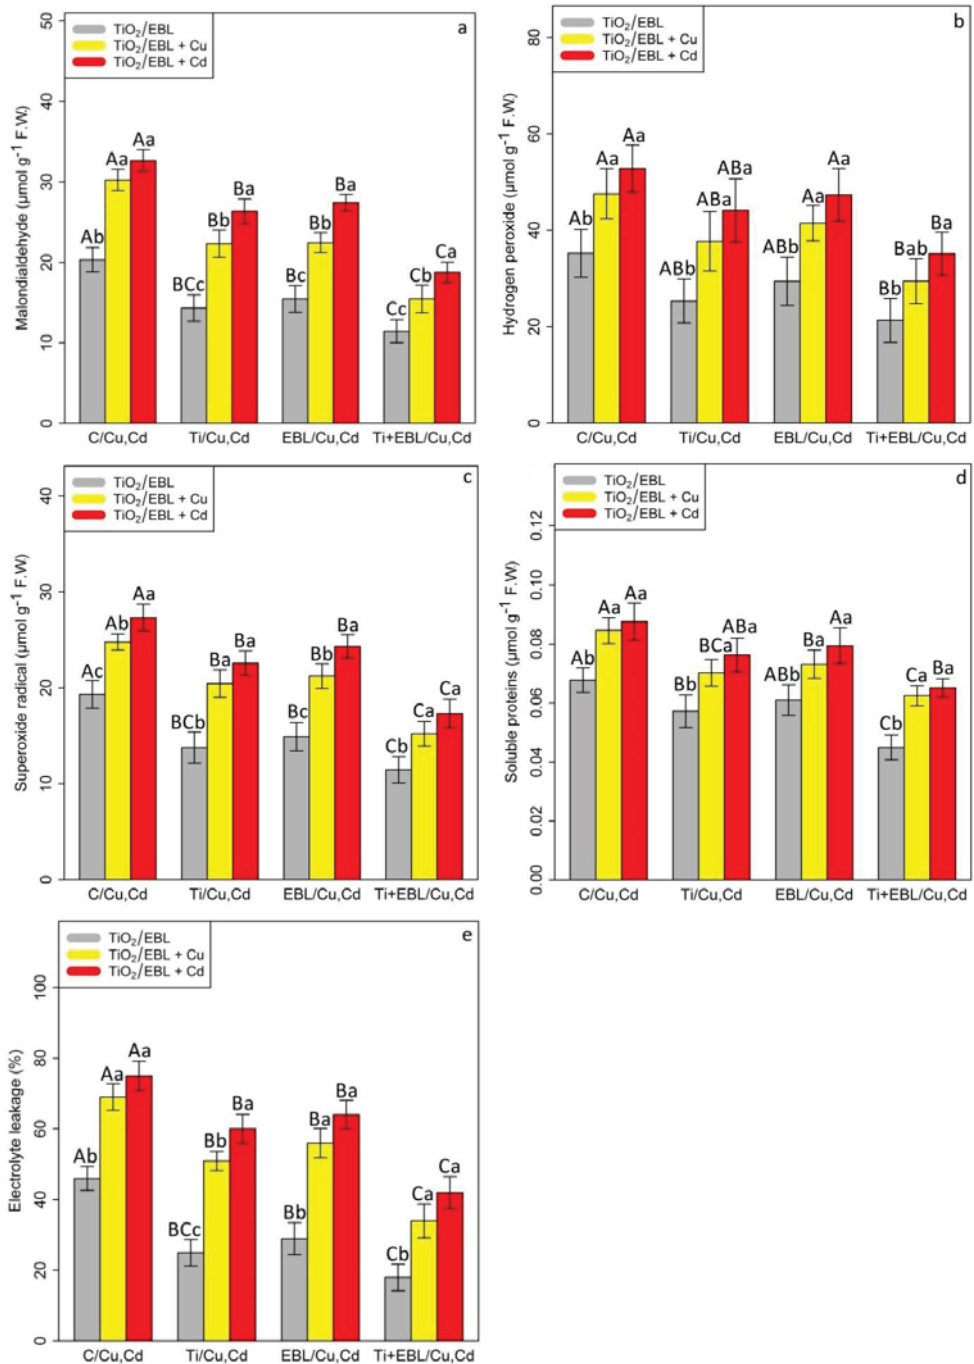 a
TiO₂/EBL
TiO₂/EBL + Cu
TiO₂/EBL + Cd
Malondialdehyde (μmol g⁻¹ F.W.)
50
40
30
20
10
0
Ab Aa Aa
BCc Bb Ba
Bc Bb Ba
Cc Cb Ca
C/Cu,Cd Ti/Cu,Cd EBL/Cu,Cd Ti+EBL/Cu,Cd
b
TiO₂/EBL
TiO₂/EBL + Cu
TiO₂/EBL + Cd
Hydrogen peroxide (μmol g⁻¹ F.W.)
80
60
40
20
0
Ab Aa Aa
ABb ABa ABa
ABb Aa Aa
Bb Bab Ba
C/Cu,Cd Ti/Cu,Cd EBL/Cu,Cd Ti+EBL/Cu,Cd
c
TiO₂/EBL
TiO₂/EBL + Cu
TiO₂/EBL + Cd
Superoxide radical (μmol g⁻¹ F.W.)
40
30
20
10
0
Ac Ab Aa
BCb Ba Ba
Bc Bb Ba
Cb Ca Ca
C/Cu,Cd Ti/Cu,Cd EBL/Cu,Cd Ti+EBL/Cu,Cd
d
TiO₂/EBL
TiO₂/EBL + Cu
TiO₂/EBL + Cd
Soluble proteins (μmol g⁻¹ F.W.)
0.12
0.10
0.08
0.06
0.04
0.02
0.00
Ab Aa Aa
Bb BCa ABa
ABb Ba Aa
Cb Ca Ba
C/Cu,Cd Ti/Cu,Cd EBL/Cu,Cd Ti+EBL/Cu,Cd
e
TiO₂/EBL
TiO₂/EBL + Cu
TiO₂/EBL + Cd
Electrolyte leakage (%)
100
80
60
40
20
0
Ab Aa Aa
BCc Bb Ba
Bb Ba Ba
Cb Ca Ca
C/Cu,Cd Ti/Cu,Cd EBL/Cu,Cd Ti+EBL/Cu,Cd